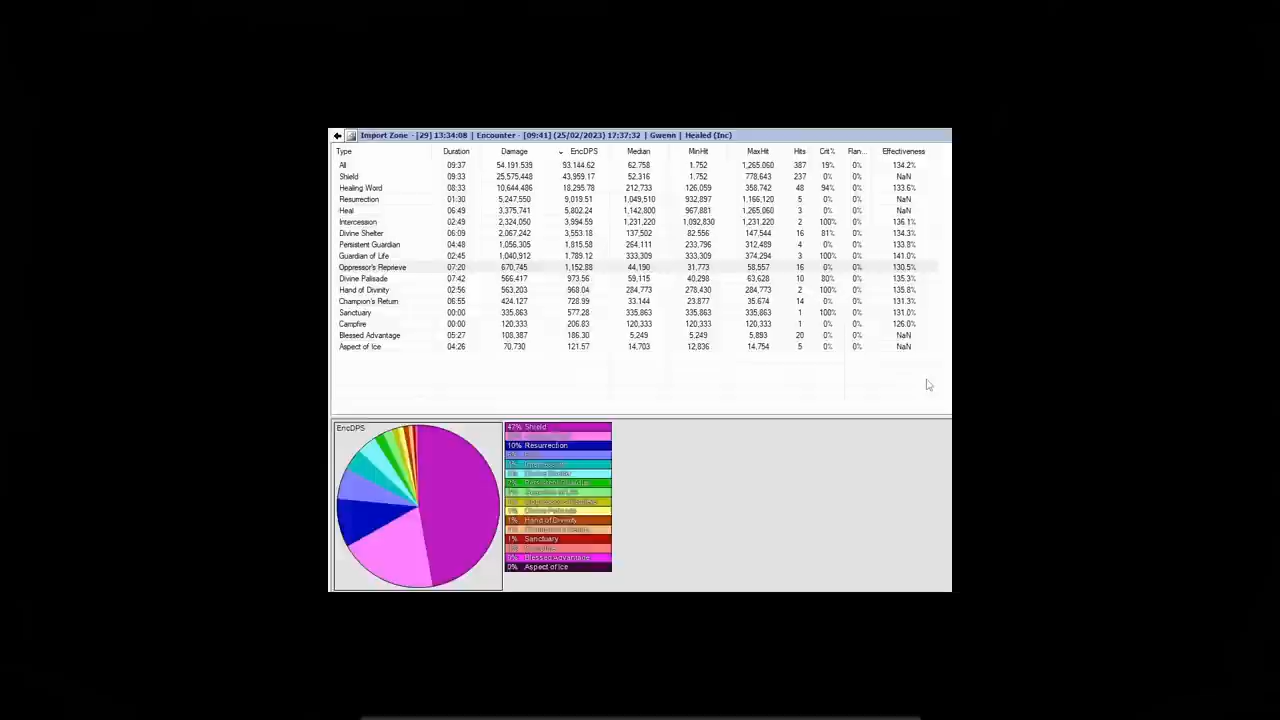 Import Zone - [29] 13:34:08 | Encounter - [09:41] (25/02/2023) 17:37:32 | Gwenn | Healed (Inc)
Type Duration Damage EncDPS Median MinHit MaxHit Hits Crit% Flan... Effectiveness
All 09:37 54,191,539 93,144.62 62,758 1,752 1,265,060 387 19% 0% 134.2%
Shield 09:33 25,575,448 43,959.17 52,316 1,752 778,643 237 0% 0% NaN
Healing Word 08:33 10,644,486 18,295.78 212,733 126,059 358,742 48 94% 0% 133.6%
Resurrection 01:30 5,247,550 9,019.51 1,049,510 932,897 1,166,120 5 0% 0% NaN
Heal 06:49 3,375,741 5,802.24 1,142,800 967,881 1,265,060 3 0% 0% NaN
Intercession 02:49 2,324,050 3,994.59 1,231,220 1,092,830 1,231,220 2 100% 0% 136.1%
Divine Shelter 06:09 2,067,242 3,553.18 137,502 82,556 147,544 16 81% 0% 134.3%
Persistent Guardian 04:48 1,056,305 1,815.58 264,111 233,796 312,489 4 0% 0% 133.8%
Guardian of Life 02:45 1,040,912 1,789.12 333,309 333,309 374,294 3 100% 0% 141.0%
Oppressor's Reprieve 07:20 670,745 1,152.88 44,190 31,773 58,557 16 0% 0% 130.5%
Divine Palisade 07:42 566,417 973.56 59,115 40,298 63,628 10 80% 0% 135.3%
Hand of Divinity 02:56 563,203 968.04 284,773 278,430 284,773 2 100% 0% 135.8%
Champion's Return 06:55 424,127 728.99 33,144 23,877 35,674 14 0% 0% 131.3%
Sanctuary 00:00 335,863 577.28 335,863 335,863 335,863 1 100% 0% 131.0%
Campfire 00:00 120,333 206.83 120,333 120,333 120,333 1 0% 0% 126.0%
Blessed Advantage 05:27 108,387 186.30 5,249 5,249 5,893 20 0% 0% NaN
Aspect of Ice 04:26 70,730 121.57 14,703 12,836 14,754 5 0% 0% NaN
EncDPS
47% Shield
10% Resurrection
2% Persistent Guardian
1% Hand of Divinity
1% Sanctuary
0% Blessed Advantage
0% Aspect of Ice